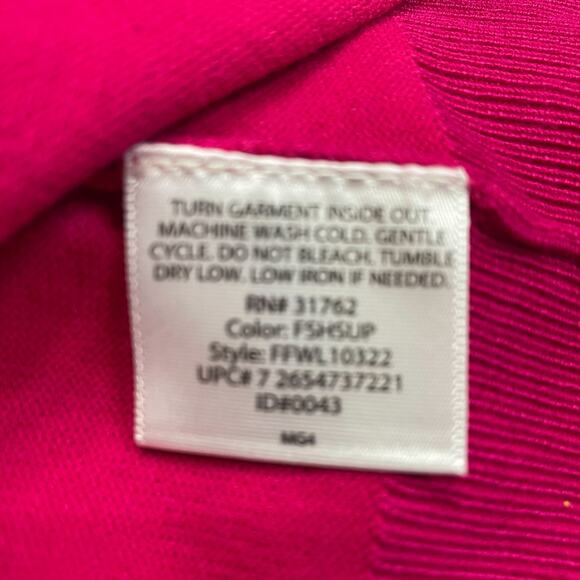 TURN GARMENT INSIDE OUT.
MACHINE WASH COLD. GENTLE
CYCLE. DO NOT BLEACH. TUMBLE
DRY LOW. LOW IRON IF NEEDED.
RN# 31762
Color: FSHSUP
Style: FFWL10322
UPC# 7 2654737221
ID#0043
MG4